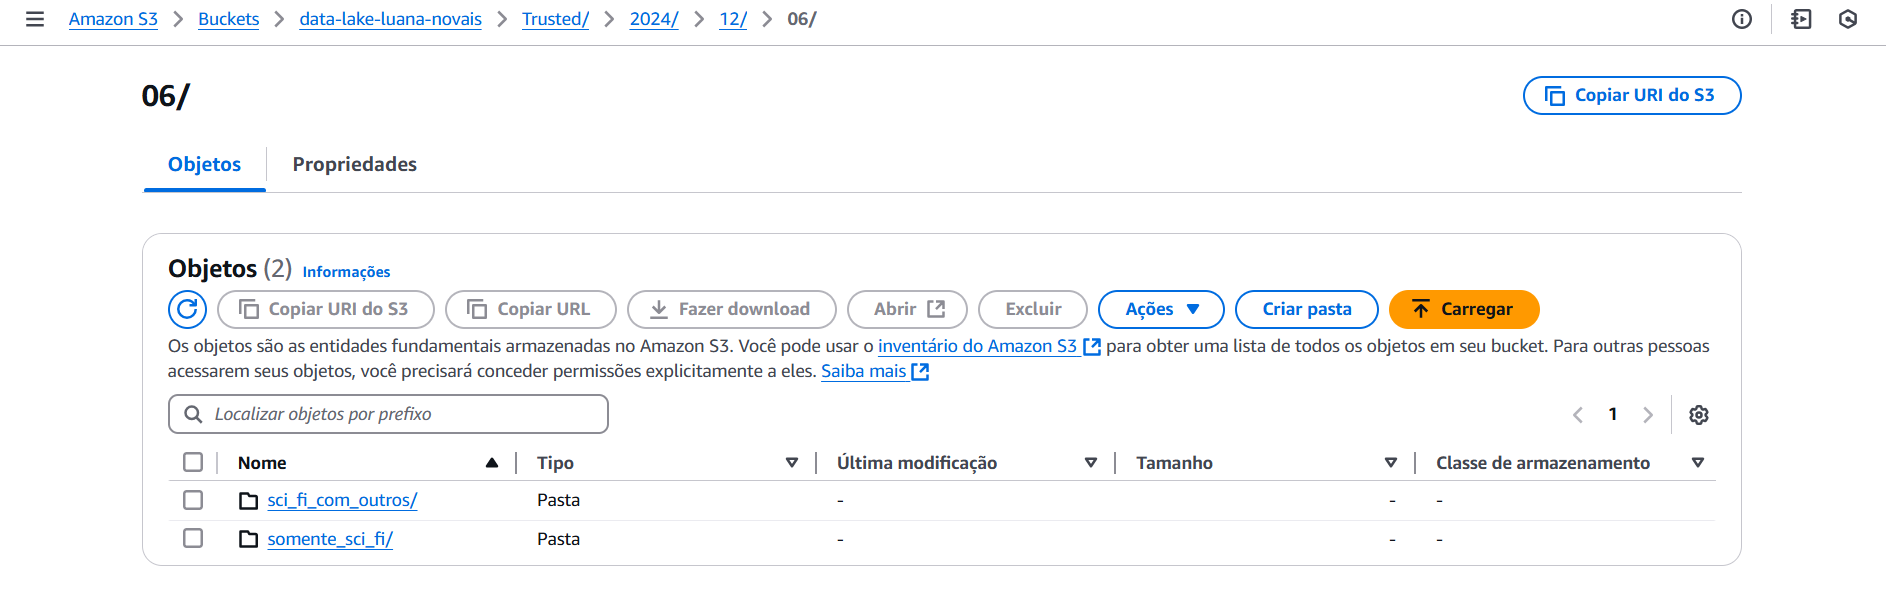 Amazon S3 > Buckets > data-lake-luana-novais > Trusted/ > 2024/ > 12/ > 06/
06/
Copiar URI do S3
Objetos Propriedades
Objetos (2) Informações
Copiar URI do S3 Copiar URL Fazer download Abrir Excluir Ações Criar pasta Carregar
Os objetos são as entidades fundamentais armazenadas no Amazon S3. Você pode usar o inventário do Amazon S3 para obter uma lista de todos os objetos em seu bucket. Para outras pessoas
acessarem seus objetos, você precisará conceder permissões explicitamente a eles. Saiba mais
Localizar objetos por prefixo
1
Nome Tipo Última modificação Tamanho Classe de armazenamento
sci_fi_com_outros/ Pasta - - -
somente_sci_fi/ Pasta - - -